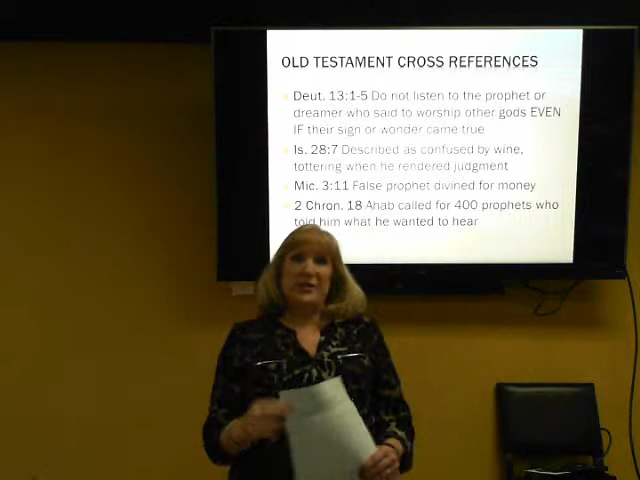 OLD TESTAMENT CROSS REFERENCES
Deut. 13:1-5 Do not listen to the prophet or
dreamer who said to worship other gods EVEN
IF their sign or wonder came true
Is. 28:7 Described as confused by wine,
tottering when he rendered judgment
Mic. 3:11 False prophet divined for money
2 Chron. 18 Ahab called for 400 prophets who
told him what he wanted to hear